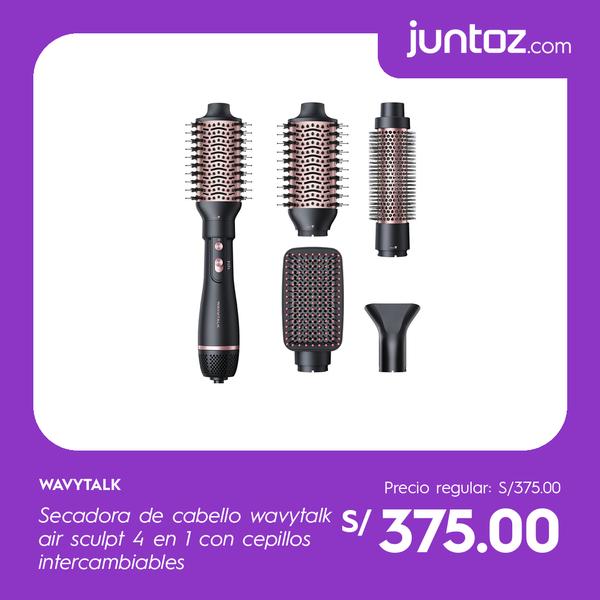 juntoz.com
WAVYTALK
WAVYTALK
Precio regular: S/375.00
Secadora de cabello wavytalk
air sculpt 4 en 1 con cepillos
intercambiables
S/ 375.00